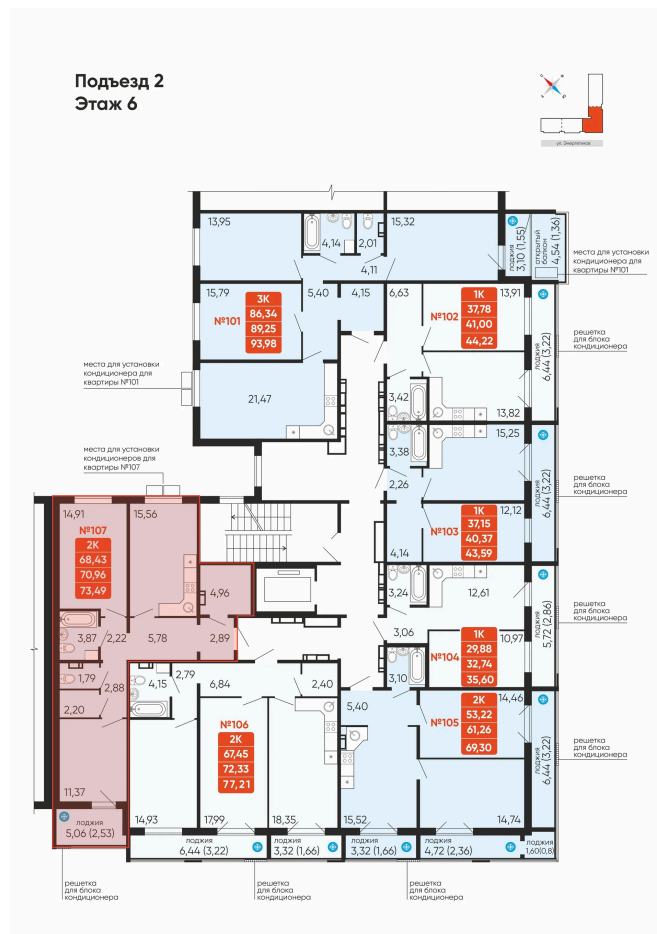 Подъезд 2
Этаж 6
ул. Энергетиков
13,95
4,14
2,01
15,32
4,11
лоджия
3,10 (1,55)
открытый
балкон
4,54 (1,36)
места для установки
кондиционера для
квартиры №101
15,79
5,40
4,15
6,63
13,91
№101
3К
86,34
89,25
93,98
№102
1К
37,78
41,00
44,22
лоджия
6,44 (3,22)
решетка
для блока
кондиционера
места для установки
кондиционера для
квартиры №101
21,47
3,42
13,82
места для установки
кондиционеров для
квартиры №107
3,38
15,25
2,26
лоджия
6,44 (3,22)
решетка
для блока
кондиционера
14,91
15,56
№107
2К
68,43
70,96
73,49
№103
1К
37,15
40,37
43,59
12,12
4,14
4,96
3,24
12,61
лоджия
5,72 (2,86)
решетка
для блока
кондиционера
3,87
2,22
5,78
2,89
3,06
№104
1К
29,88
32,74
35,60
10,97
1,79
2,88
4,15
2,79
6,84
2,40
3,10
2,20
5,40
14,46
№106
2К
67,45
72,33
77,21
№105
2К
53,22
61,26
69,30
лоджия
6,44 (3,22)
решетка
для блока
кондиционера
11,37
14,93
17,99
18,35
15,52
14,74
лоджия
5,06 (2,53)
лоджия
6,44 (3,22)
лоджия
3,32 (1,66)
лоджия
3,32 (1,66)
лоджия
4,72 (2,36)
лоджия
1,60(0,8)
решетка
для блока
кондиционера
решетка
для блока
кондиционера
решетка
для блока
кондиционера